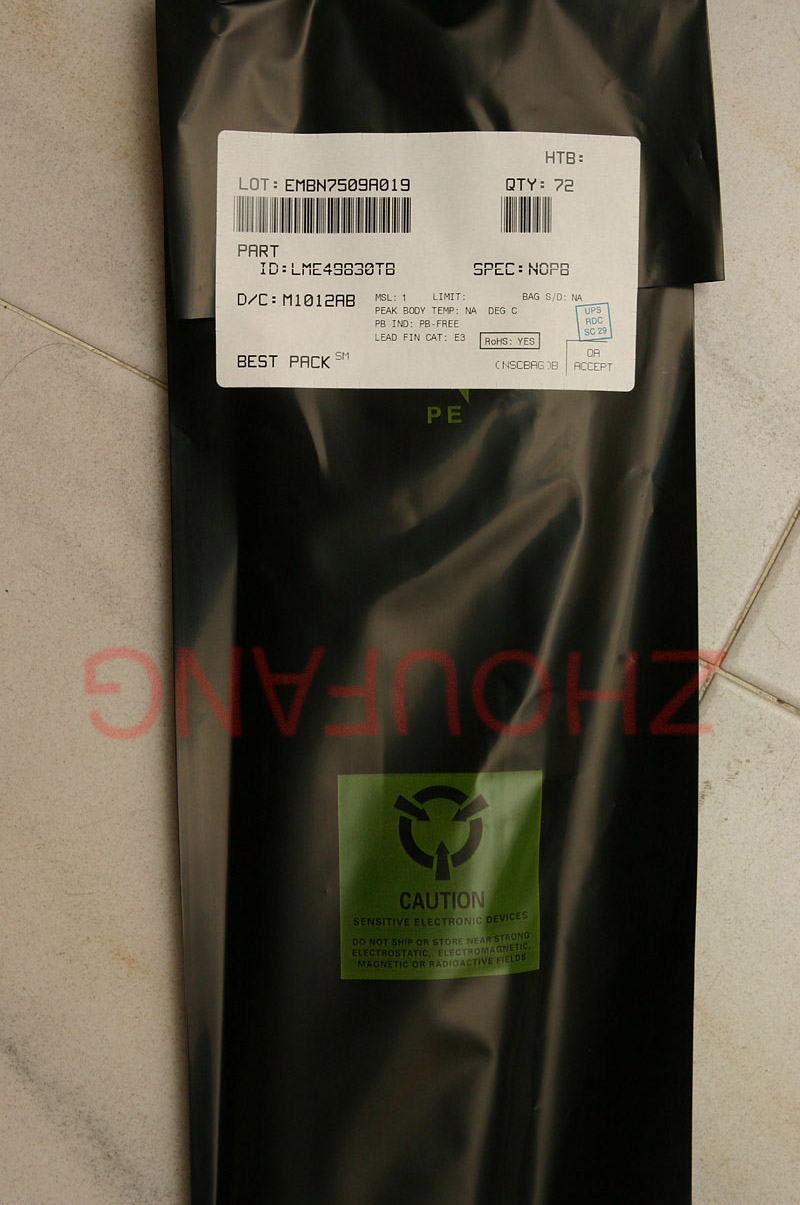 HTB:
LOT: EMBN7509A019 QTY: 72
PART
ID: LME49830TB SPEC: NOPB
D/C: M1012AB
MSL: 1 LIMIT: BAG S/D: NA
PEAK BODY TEMP: NA DEG C
PB IND: PB-FREE
LEAD FIN CAT: E3 RoHS: YES
UPS
RDC
SC 29
BEST PACK SM
(NSCBAG)B
QA
ACCEPT
PE
ZHOUFANG
CAUTION
SENSITIVE ELECTRONIC DEVICES
DO NOT SHIP OR STORE NEAR STRONG
ELECTROSTATIC, ELECTROMAGNETIC,
MAGNETIC OR RADIOACTIVE FIELDS